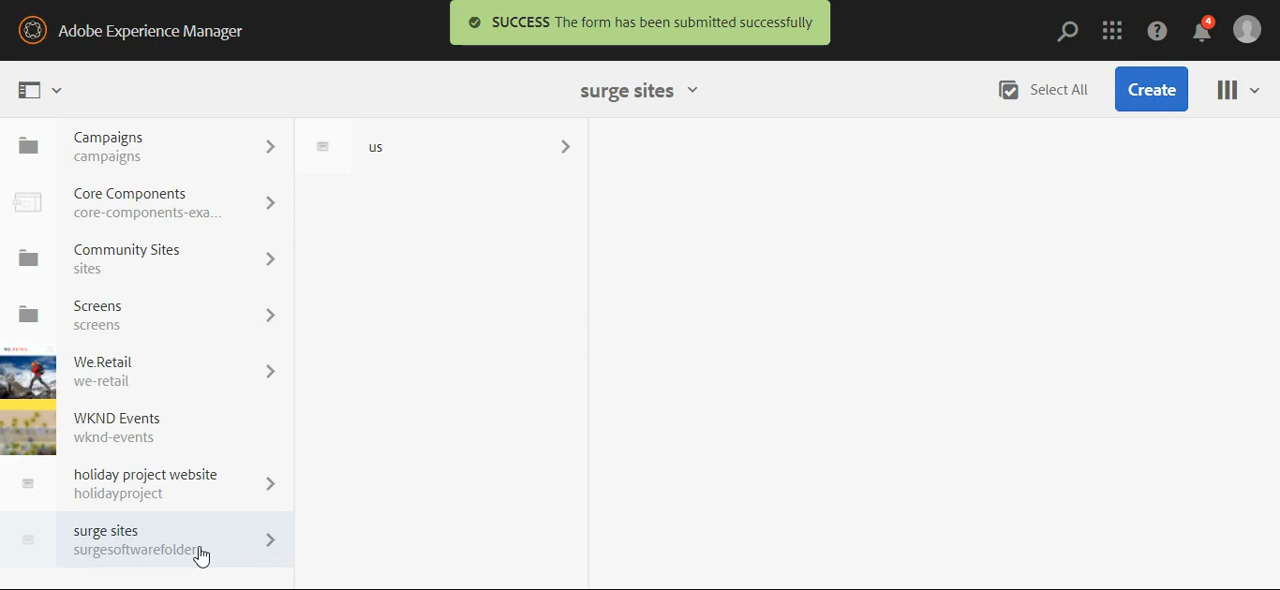 Adobe Experience Manager
SUCCESS The form has been submitted successfully
4
surge sites
Select All
Create
Campaigns
campaigns
Core Components
core-components-exa...
Community Sites
sites
Screens
screens
We.Retail
we-retail
WKND Events
wknd-events
holiday project website
holidayproject
surge sites
surgesoftwarefolder
us